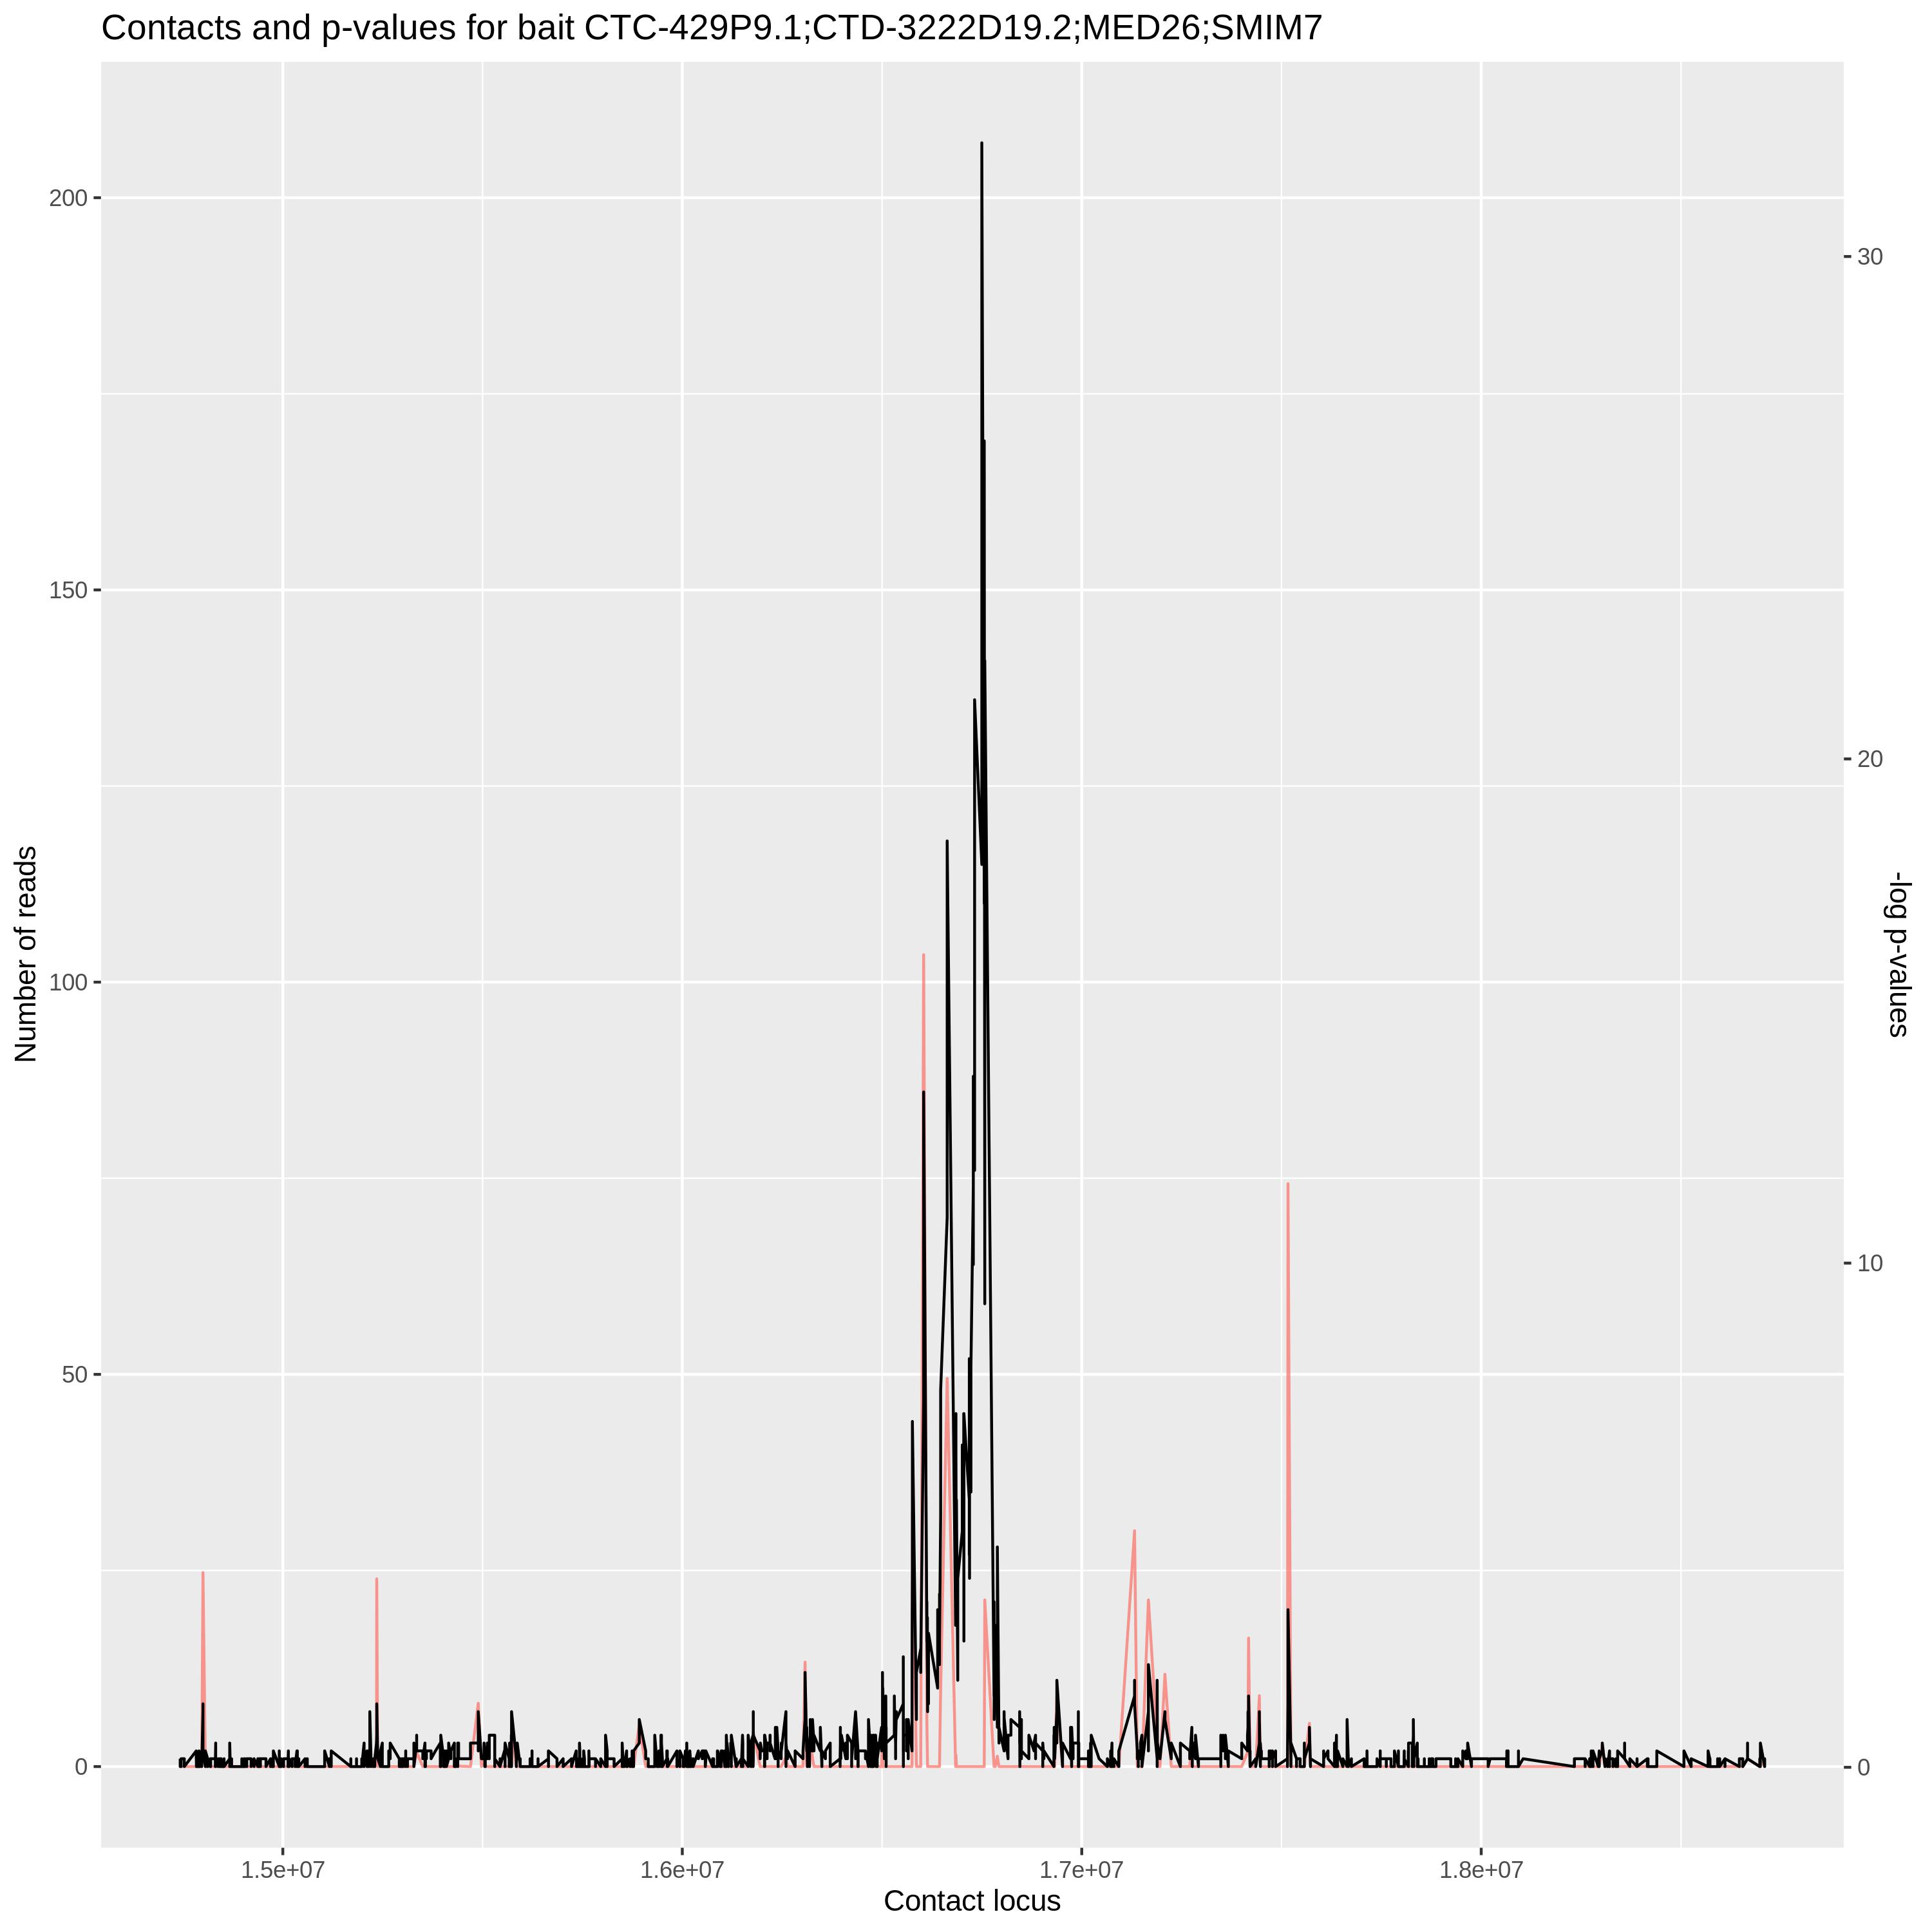 Contacts and p-values for bait CTC-429P9.1;CTD-3222D19.2;MED26;SMIM7
200
150
100
50
0
Number of reads
30
20
10
0
-log p-values
1.5e+07
1.6e+07
1.7e+07
1.8e+07
Contact locus